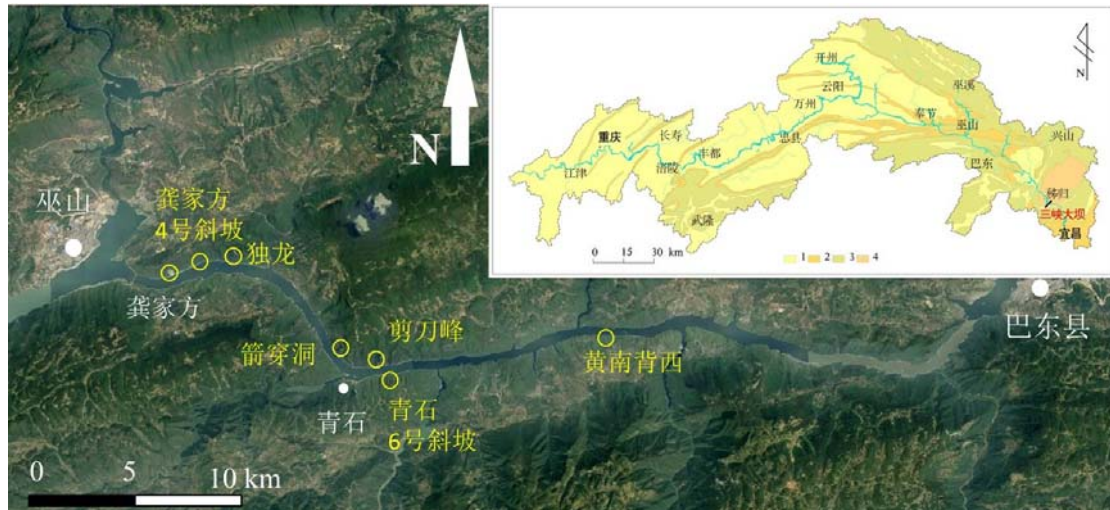 巫山
龚家方
4号斜坡
独龙
龚家方
箭穿洞
剪刀峰
青石
青石
6号斜坡
黄南背西
巴东县
N
0 5 10 km
开州
云阳
万州
巫溪
奉节
巫山
兴山
重庆
长寿
丰都
忠县
巴东
江津
涪陵
秭归
三峡大坝
武隆
宜昌
N
0 15 30 km
1 2 3 4